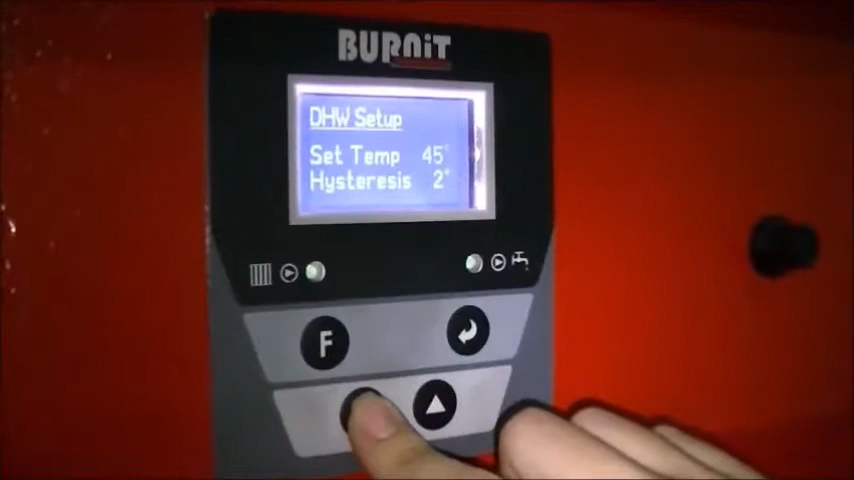 BURNiT
DHW Setup
Set Temp 45°
Hysteresis 2°
F